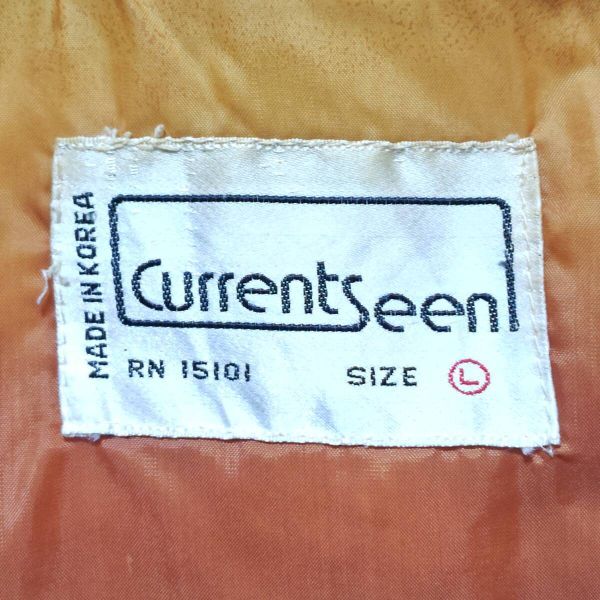 MADE IN KOREA
CurrentSeen
RN 15101 SIZE L